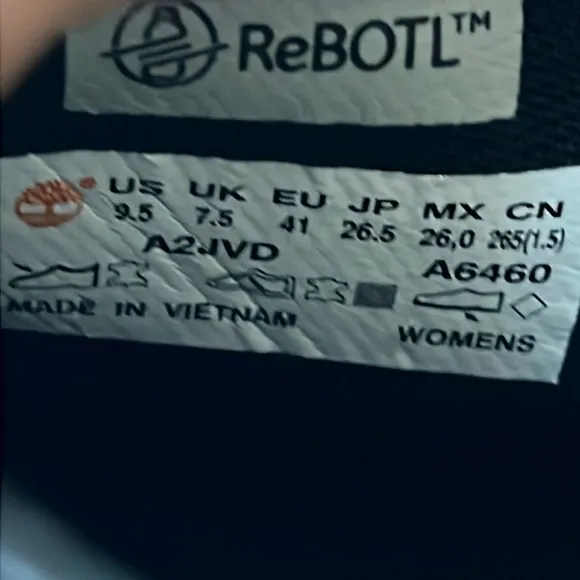 ReBOTL™
US UK EU JP MX CN
9.5 7.5 41 26.5 26,0 265(1.5)
A2JVD A6460
MADE IN VIETNAM WOMENS